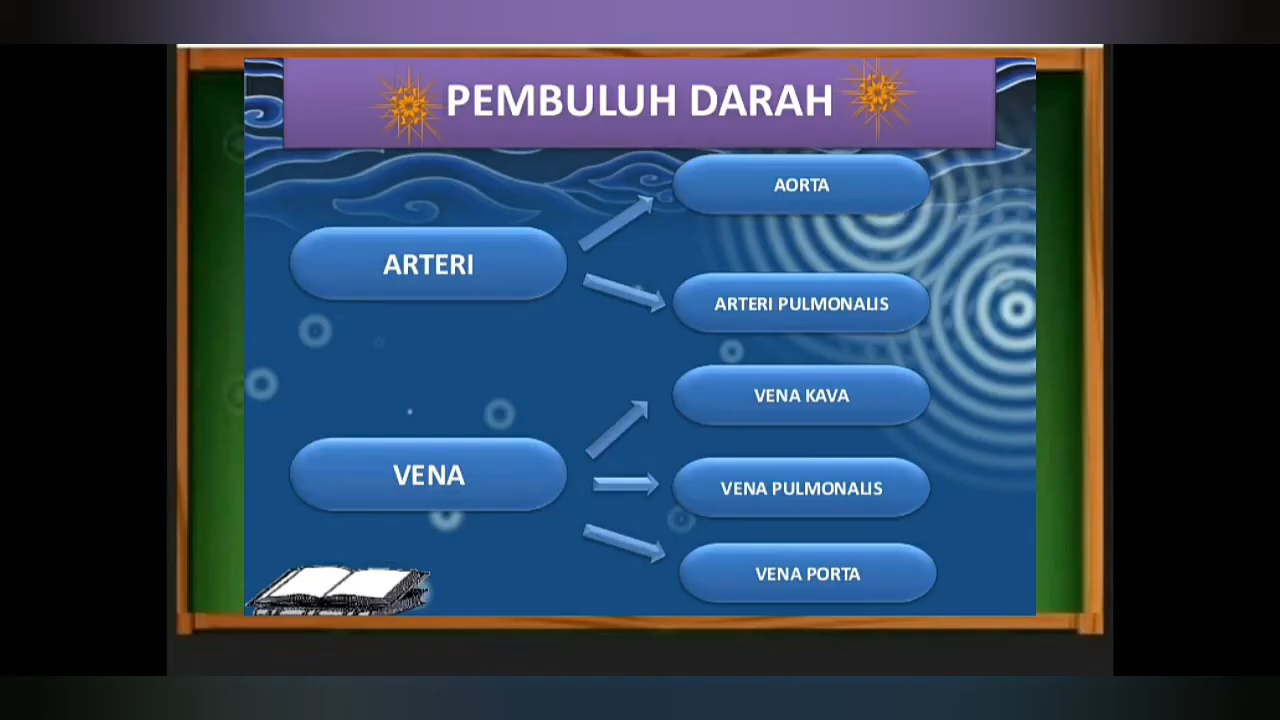 PEMBULUH DARAH
ARTERI
AORTA
ARTERI PULMONALIS
VENA
VENA KAVA
VENA PULMONALIS
VENA PORTA